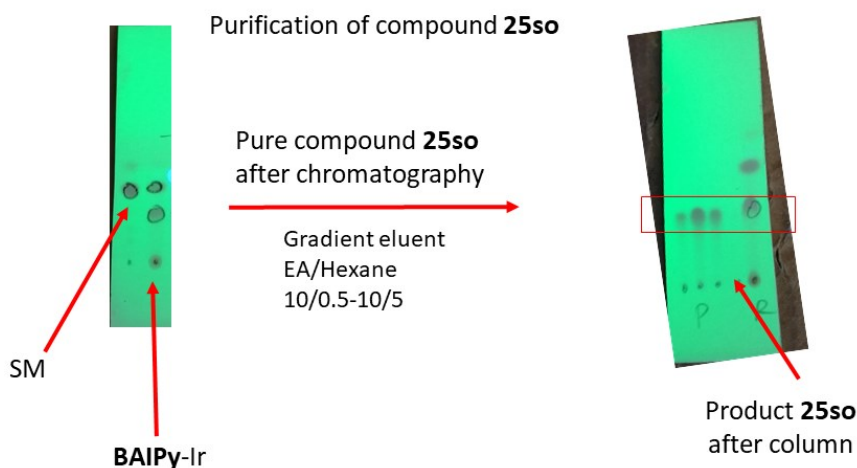 Purification of compound 25so
Pure compound 25so
after chromatography
Gradient eluent
EA/Hexane
10/0.5-10/5
SM
BAIPy-Ir
P
R
Product 25so
after column